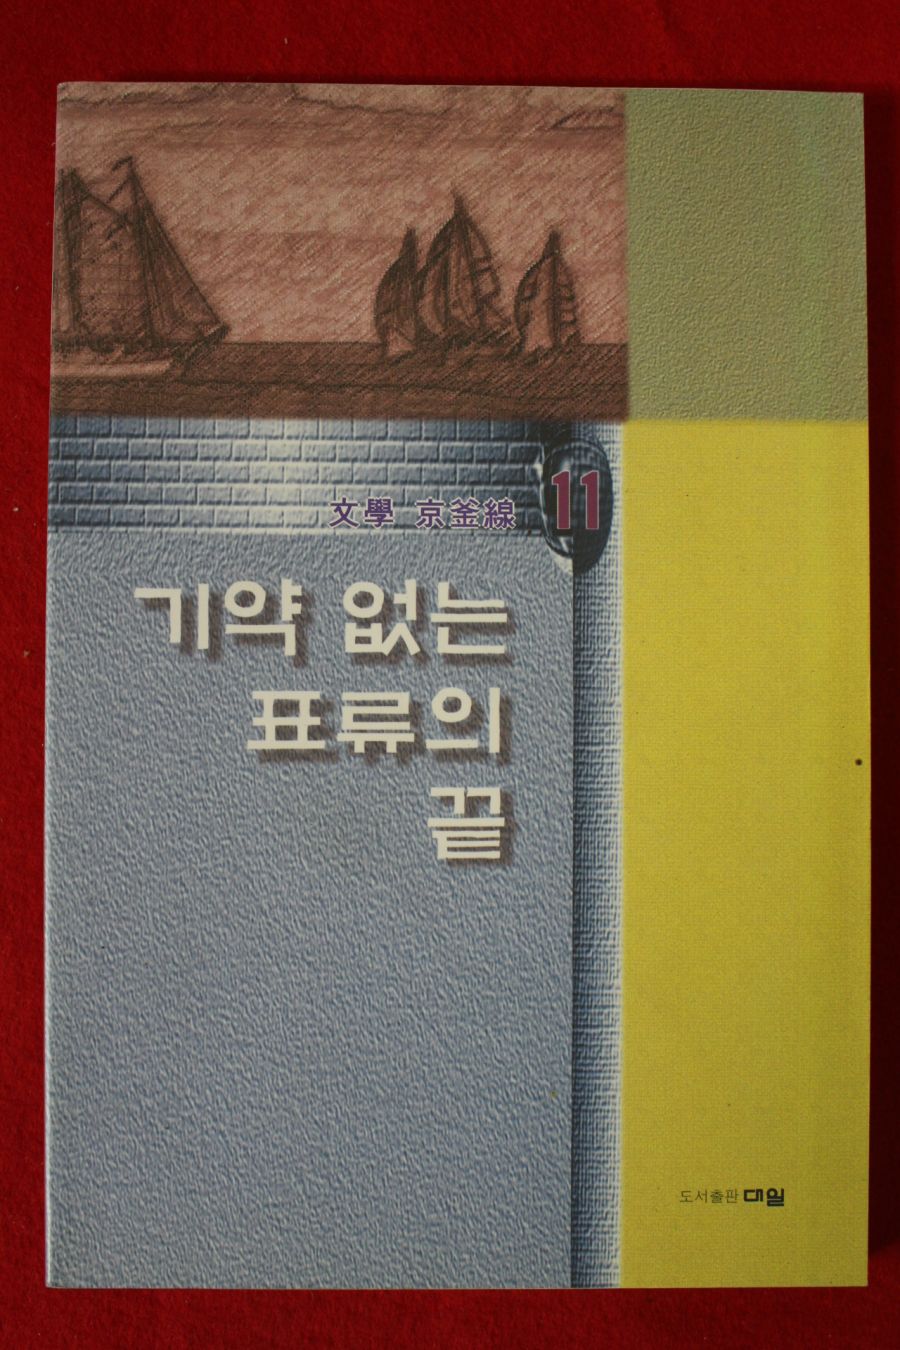 文學 京釜線 11
기약 없는
표류의
끝
도서출판 대일